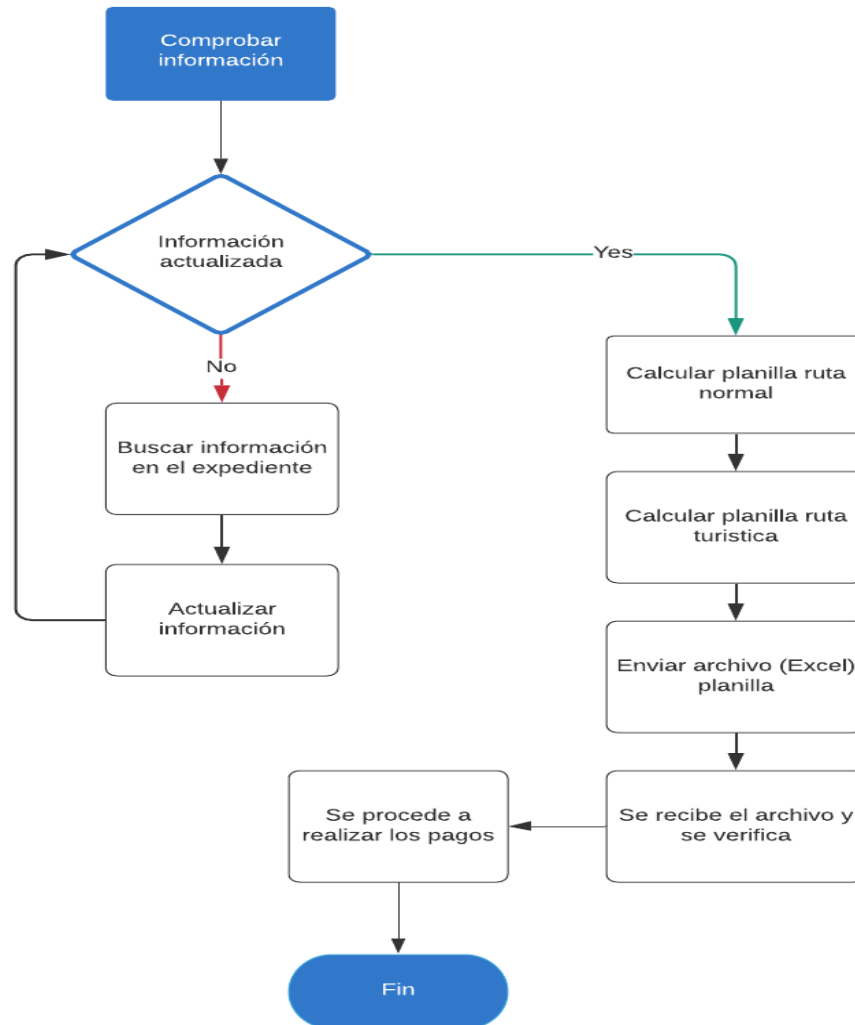 Comprobar
información
Información
actualizada
Yes
No
Buscar información
en el expediente
Actualizar
información
Calcular planilla ruta
normal
Calcular planilla ruta
turistica
Enviar archivo (Excel)
planilla
Se recibe el archivo y
se verifica
Se procede a
realizar los pagos
Fin